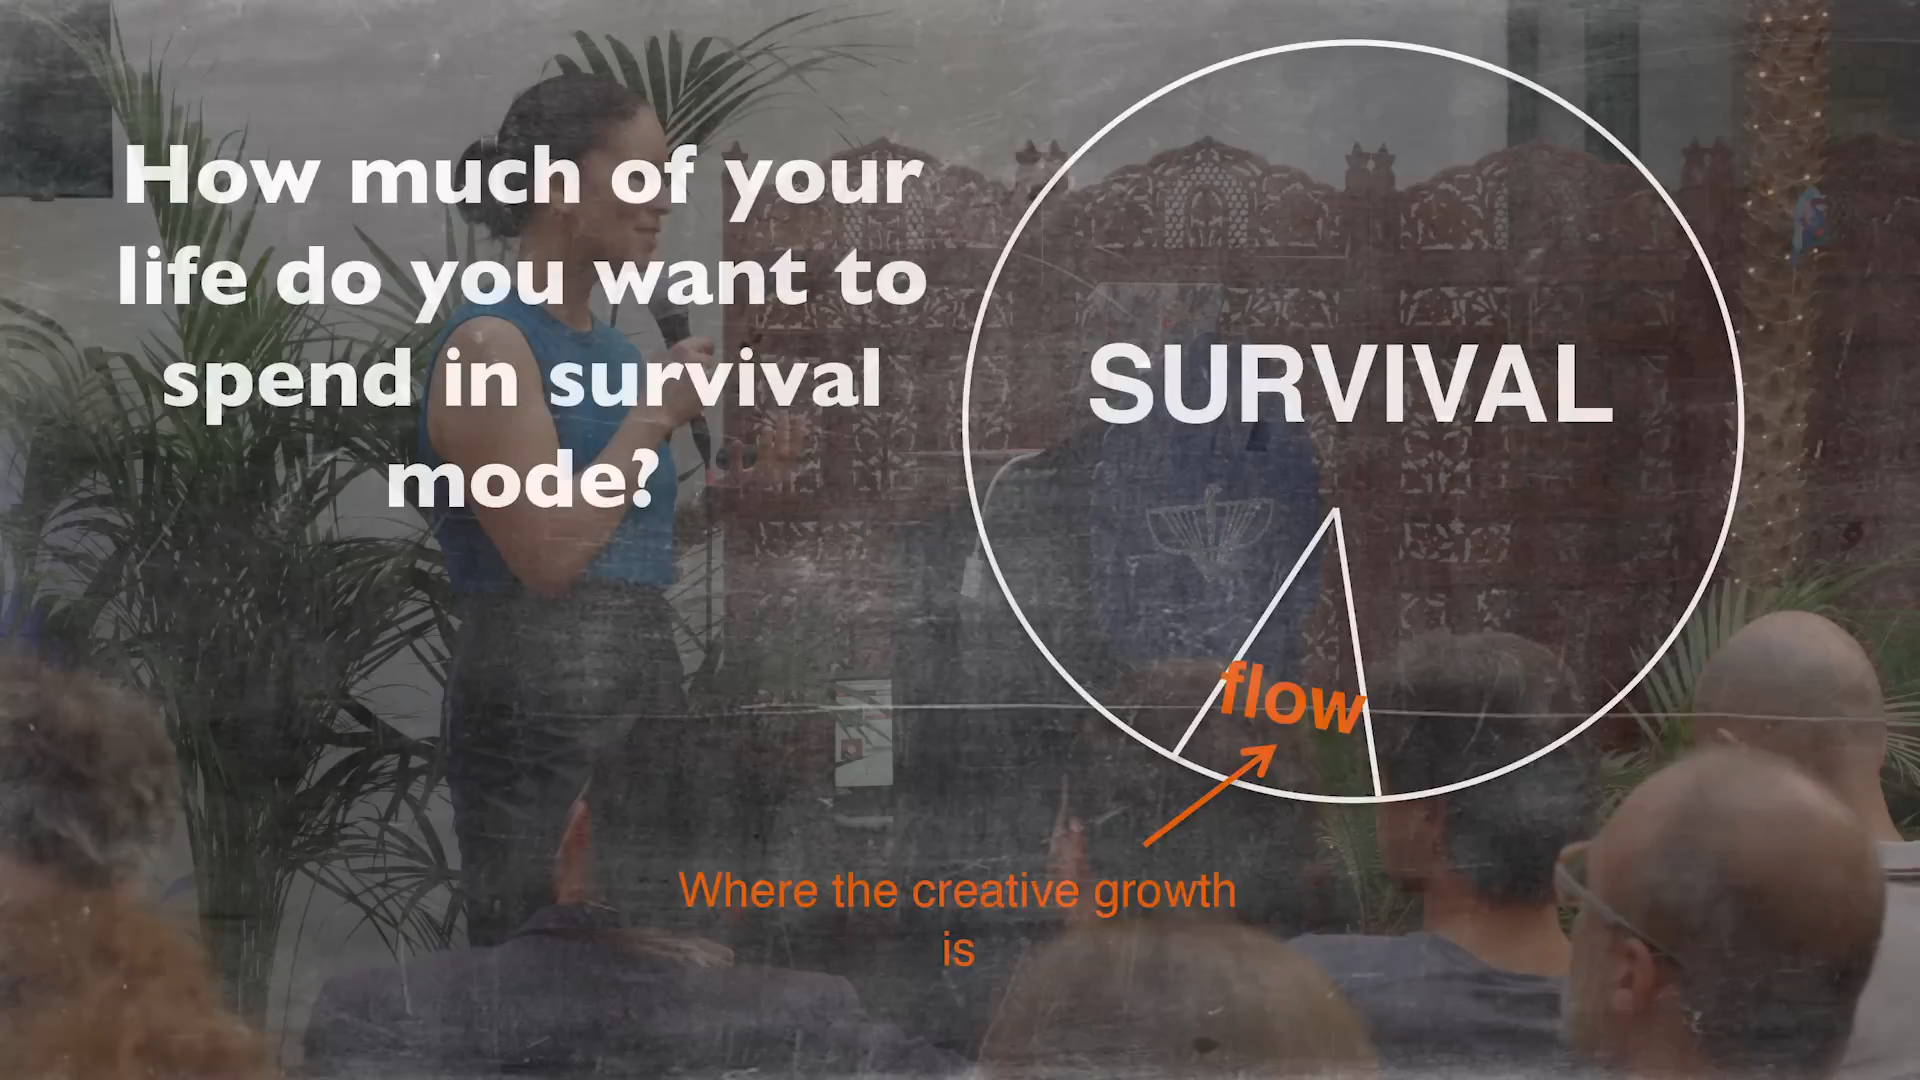 How much of your
life do you want to
spend in survival
mode?
SURVIVAL
flow
Where the creative growth
is